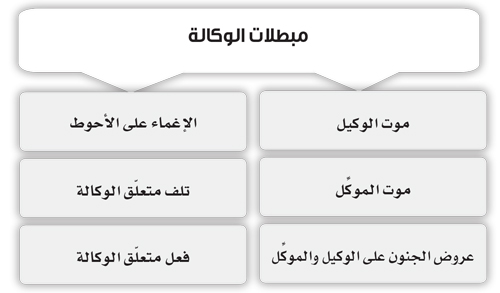 مبطلات الوكالة
موت الوكيل
الإغماء على الأحوط
موت الموكِّل
تلف متعلّق الوكالة
عروض الجنون على الوكيل والموكِّل
فعل متعلّق الوكالة